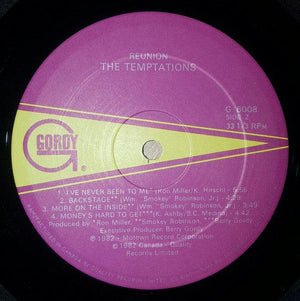 REUNION
THE TEMPTATIONS
G 6008
SIDE 2
33 1/3 RPM
GORDY
1. I'VE NEVER BEEN TO ME* (Ron Miller/K. Hirsch) - 5:56
2. BACKSTAGE** (Wm. "Smokey" Robinson, Jr.) - 4:28
3. MORE ON THE INSIDE** (Wm. "Smokey" Robinson, Jr.) - 3:49
4. MONEY'S HARD TO GET*** (K. Ashby/B.C. Medina) - 4:42
Produced by *Ron Miller, **Smokey Robinson, ***Berry Gordy
Executive Producer: Berry Gordy
℗ 1982 - Motown Record Corporation
© 1982 Canada - Quality
Records Limited